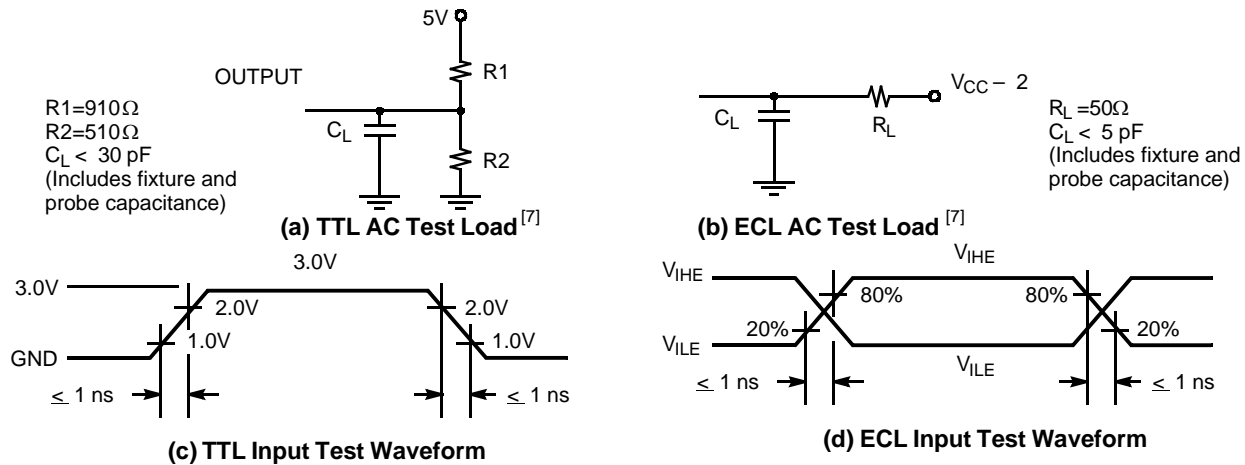 5V
OUTPUT
R1
R1=910Ω
R2=510Ω
C_L < 30 pF
(Includes fixture and
probe capacitance)
C_L
R2
(a) TTL AC Test Load [7]
V_CC – 2
C_L
R_L
R_L=50Ω
C_L < 5 pF
(Includes fixture and
probe capacitance)
(b) ECL AC Test Load [7]
3.0V
3.0V
2.0V
2.0V
1.0V
1.0V
GND
≤ 1 ns
≤ 1 ns
(c) TTL Input Test Waveform
V_IHE
V_IHE
80%
80%
20%
20%
V_ILE
V_ILE
≤ 1 ns
≤ 1 ns
(d) ECL Input Test Waveform